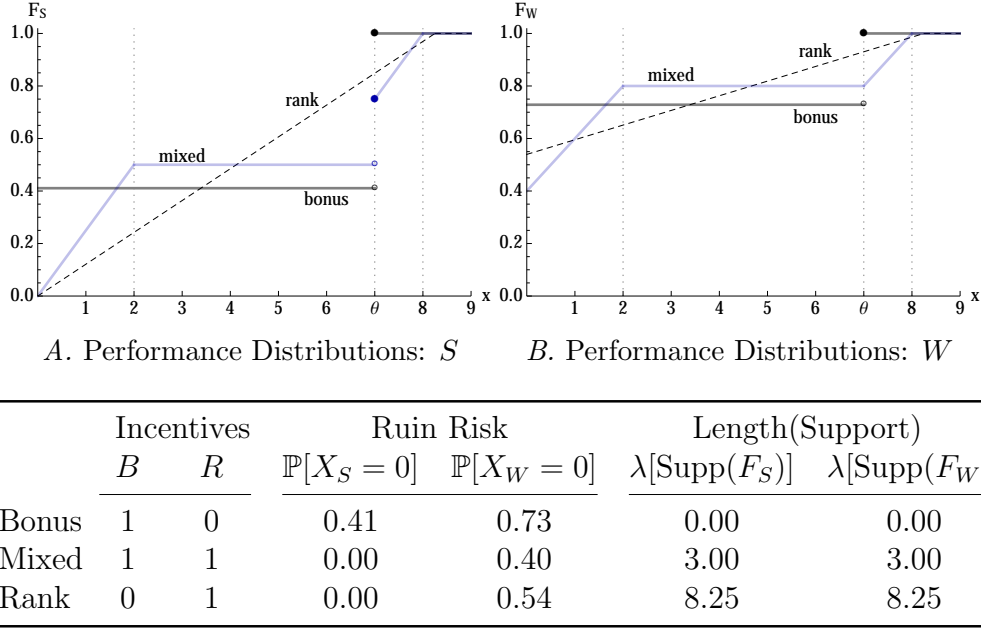 F_S
1.0
0.8
0.6
0.4
0.2
0.0
rank
mixed
bonus
1 2 3 4 5 6 θ 8 9 x
A. Performance Distributions: S
F_W
1.0
0.8
0.6
0.4
0.2
0.0
rank
mixed
bonus
1 2 3 4 5 6 θ 8 9 x
B. Performance Distributions: W
Incentives Ruin Risk Length(Support)
B R ℙ[X_S = 0] ℙ[X_W = 0] λ[Supp(F_S)] λ[Supp(F_W
Bonus 1 0 0.41 0.73 0.00 0.00
Mixed 1 1 0.00 0.40 3.00 3.00
Rank 0 1 0.00 0.54 8.25 8.25